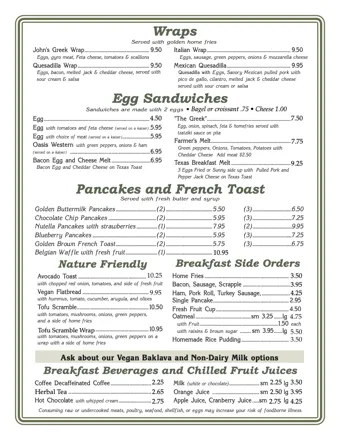 Wraps
Served with golden home fries
John's Greek Wrap 9.50
Eggs, gyro meat, Feta cheese, tomatoes & scallions
Quesadilla Wrap 9.50
Eggs, bacon, melted jack & cheddar cheese, served with
sour cream & salsa
Italian Wrap 9.50
Eggs, sausage, green peppers, onions & mozzarella cheese
Mexican Quesadilla 9.95
Quesadilla with Eggs, Savory Mexican pulled pork with
pico de gallo, cilantro, melted jack & cheddar cheese
served with sour cream or salsa
Egg Sandwiches
Sandwiches are made with 2 eggs • Bagel or croissant .75 • Cheese 1.00
Egg 4.50
Egg with tomatoes and feta cheese (served on a kaiser) 5.95
Egg with choice of meat (served on a kaiser) 5.95
Oasis Western with green peppers, onions & ham
(served on a kaiser) 6.95
Bacon Egg and Cheese Melt 6.95
Bacon Egg and Cheddar Cheese on Texas Toast
"The Greek" 7.50
Egg, onion, spinach, feta & homefries served with
tzatziki sauce on pita
Farmer's Melt 7.75
Green peppers, Onions, Tomatoes, Potatoes with
Cheddar Cheese Add meat $2.50
Texas Breakfast Melt 9.25
3 Eggs Fried or Sunny side up with Pulled Pork and
Pepper Jack Cheese on Texas Toast
Pancakes and French Toast
Served with fresh butter and syrup
Golden Buttermilk Pancakes (2) 5.50 (3) 6.50
Chocolate Chip Pancakes (2) 5.95 (3) 7.25
Nutella Pancakes with strawberries (1) 7.95 (2) 9.95
Blueberry Pancakes (2) 5.95 (3) 7.25
Golden Brown French Toast (2) 5.75 (3) 6.75
Belgian Waffle with fresh fruit (1) 10.95
Nature Friendly
Avocado Toast 10.25
with chopped red onion, tomatoes, and side of fresh fruit
Vegan Flatbread 9.95
with hummus, tomato, cucumber, arugula, and olives
Tofu Scramble 10.50
with tomatoes, mushrooms, onions, green peppers,
and a side of home fries
Tofu Scramble Wrap 10.95
with tomatoes, mushrooms, onions, green peppers on a
wrap with a side of home fries
Breakfast Side Orders
Home Fries 3.50
Bacon, Sausage, Scrapple 3.95
Ham, Pork Roll, Turkey Sausage, 4.25
Single Pancake 2.95
Fresh Fruit Cup 4.50
Oatmeal sm 3.25 lg 4.75
with Fruit 1.50 each
with raisins & brown sugar sm 3.95 lg 5.50
Homemade Rice Pudding 3.50
Ask about our Vegan Baklava and Non-Dairy Milk options
Breakfast Beverages and Chilled Fruit Juices
Coffee Decaffeinated Coffee 2.25
Herbal Tea 2.65
Hot Chocolate with whipped cream 2.75
Milk (white or chocolate) sm 2.25 lg 3.50
Orange Juice sm 2.50 lg 3.95
Apple Juice, Cranberry Juice sm 2.75 lg 4.25
Consuming raw or undercooked meats, poultry, seafood, shellfish, or eggs may increase your risk of foodborne illness.